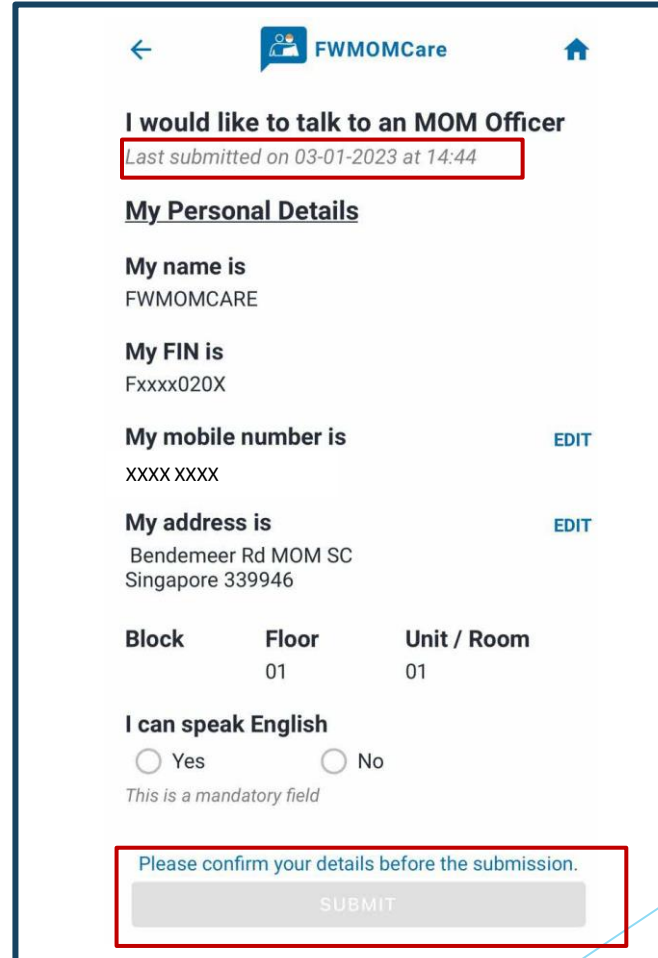 FWMOMCare
I would like to talk to an MOM Officer
Last submitted on 03-01-2023 at 14:44
My Personal Details
My name is
FWMOMCARE
My FIN is
Fxxxx020X
My mobile number is EDIT
XXXX XXXX
My address is EDIT
Bendemeer Rd MOM SC
Singapore 339946
Block Floor Unit / Room
01 01
I can speak English
Yes No
This is a mandatory field
Please confirm your details before the submission.
SUBMIT